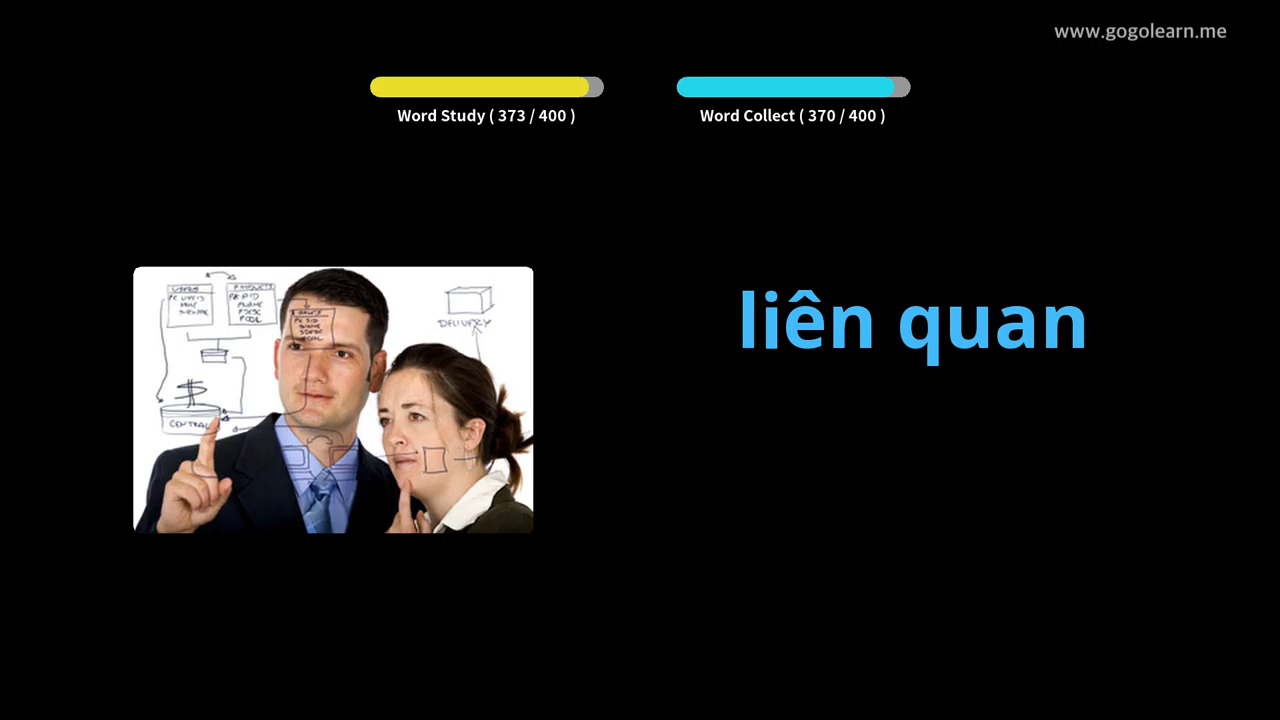 www.gogolearn.me
Word Study ( 373 / 400 )
Word Collect ( 370 / 400 )
liên quan
DELIVERY
CENTRAL